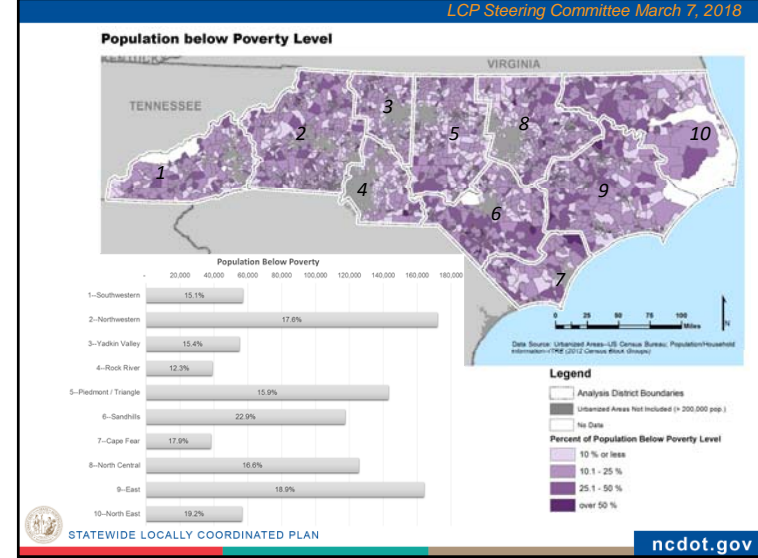 LCP Steering Committee March 7, 2018
Population below Poverty Level
KENTUCKY
VIRGINIA
TENNESSEE
1
2
3
4
5
6
7
8
9
10
0 25 50 75 100
Miles
N
Data Source: Urbanized Areas--US Census Bureau; Population/Household
Information--ITRE (2012 Census Block Groups)
Population Below Poverty
- 20,000 40,000 60,000 80,000 100,000 120,000 140,000 160,000 180,000
1--Southwestern 15.1%
2--Northwestern 17.6%
3--Yadkin Valley 15.4%
4--Rock River 12.3%
5--Piedmont / Triangle 15.9%
6--Sandhills 22.9%
7--Cape Fear 17.9%
8--North Central 16.6%
9--East 18.9%
10--North East 19.2%
Legend
Analysis District Boundaries
Urbanized Areas Not Included (> 200,000 pop.)
No Data
Percent of Population Below Poverty Level
10 % or less
10.1 - 25 %
25.1 - 50 %
over 50 %
STATEWIDE LOCALLY COORDINATED PLAN
ncdot.gov